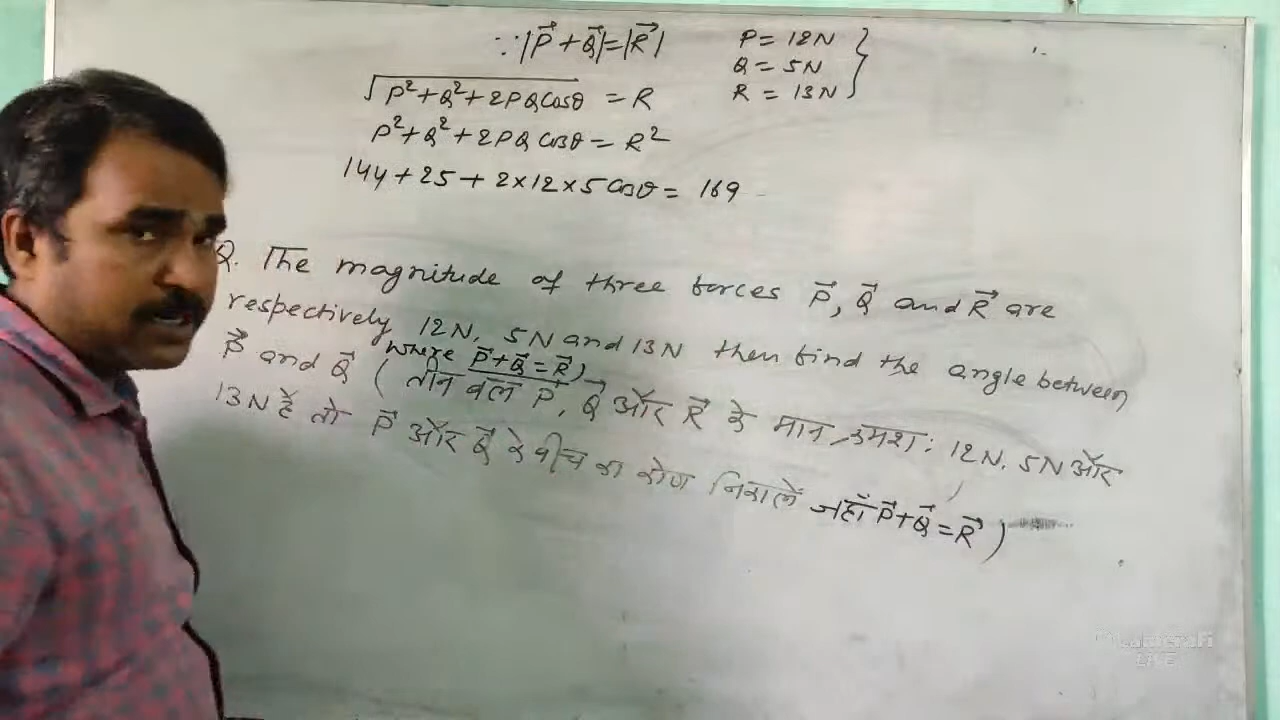 ∵ |P⃗ + Q⃗| = |R⃗|
P = 12N
Q = 5N
R = 13N
√P² + Q² + 2PQ Cosθ = R
P² + Q² + 2PQ Cosθ = R²
144 + 25 + 2×12×5 Cosθ = 169
Q. The magnitude of three forces P⃗, Q⃗ and R⃗ are
respectively 12N, 5N and 13N then find the angle between
P⃗ and Q⃗ (where P⃗+Q⃗=R⃗)
(तीन बल P⃗, Q⃗ और R⃗ के मान क्रमशः 12N, 5N और
13N है तो P⃗ और Q⃗ के बीच का कोण निकालें जहाँ P⃗+Q⃗=R⃗)
LIVE